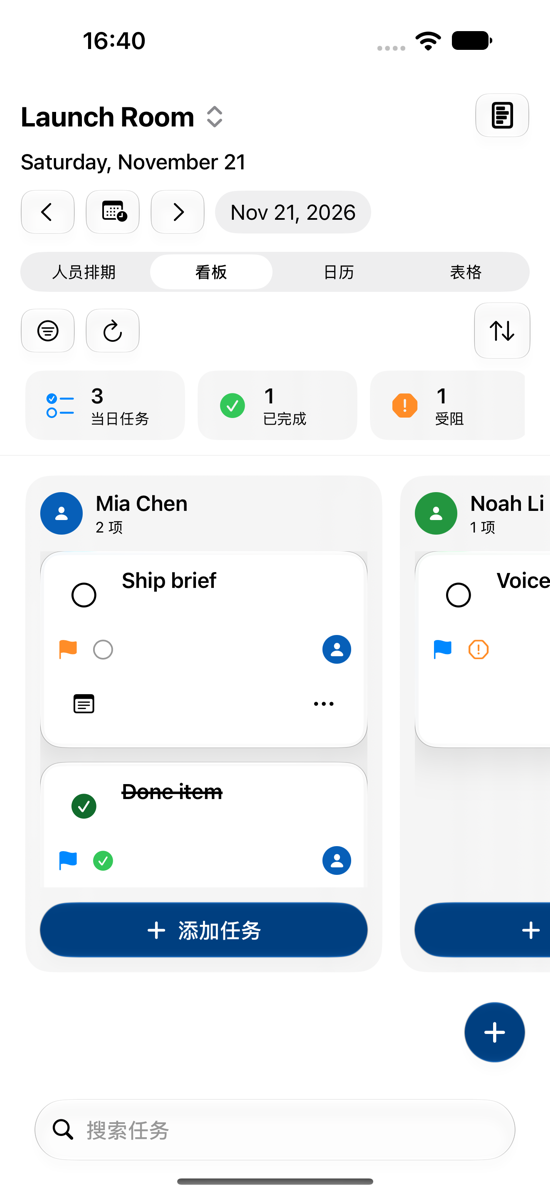 16:40
Launch Room
Saturday, November 21
Nov 21, 2026
人员排期 看板 日历 表格
3
当日任务
1
已完成
1
受阻
Mia Chen
2 项
Noah Li
1 项
Ship brief
Voice
Done item
添加任务
搜索任务